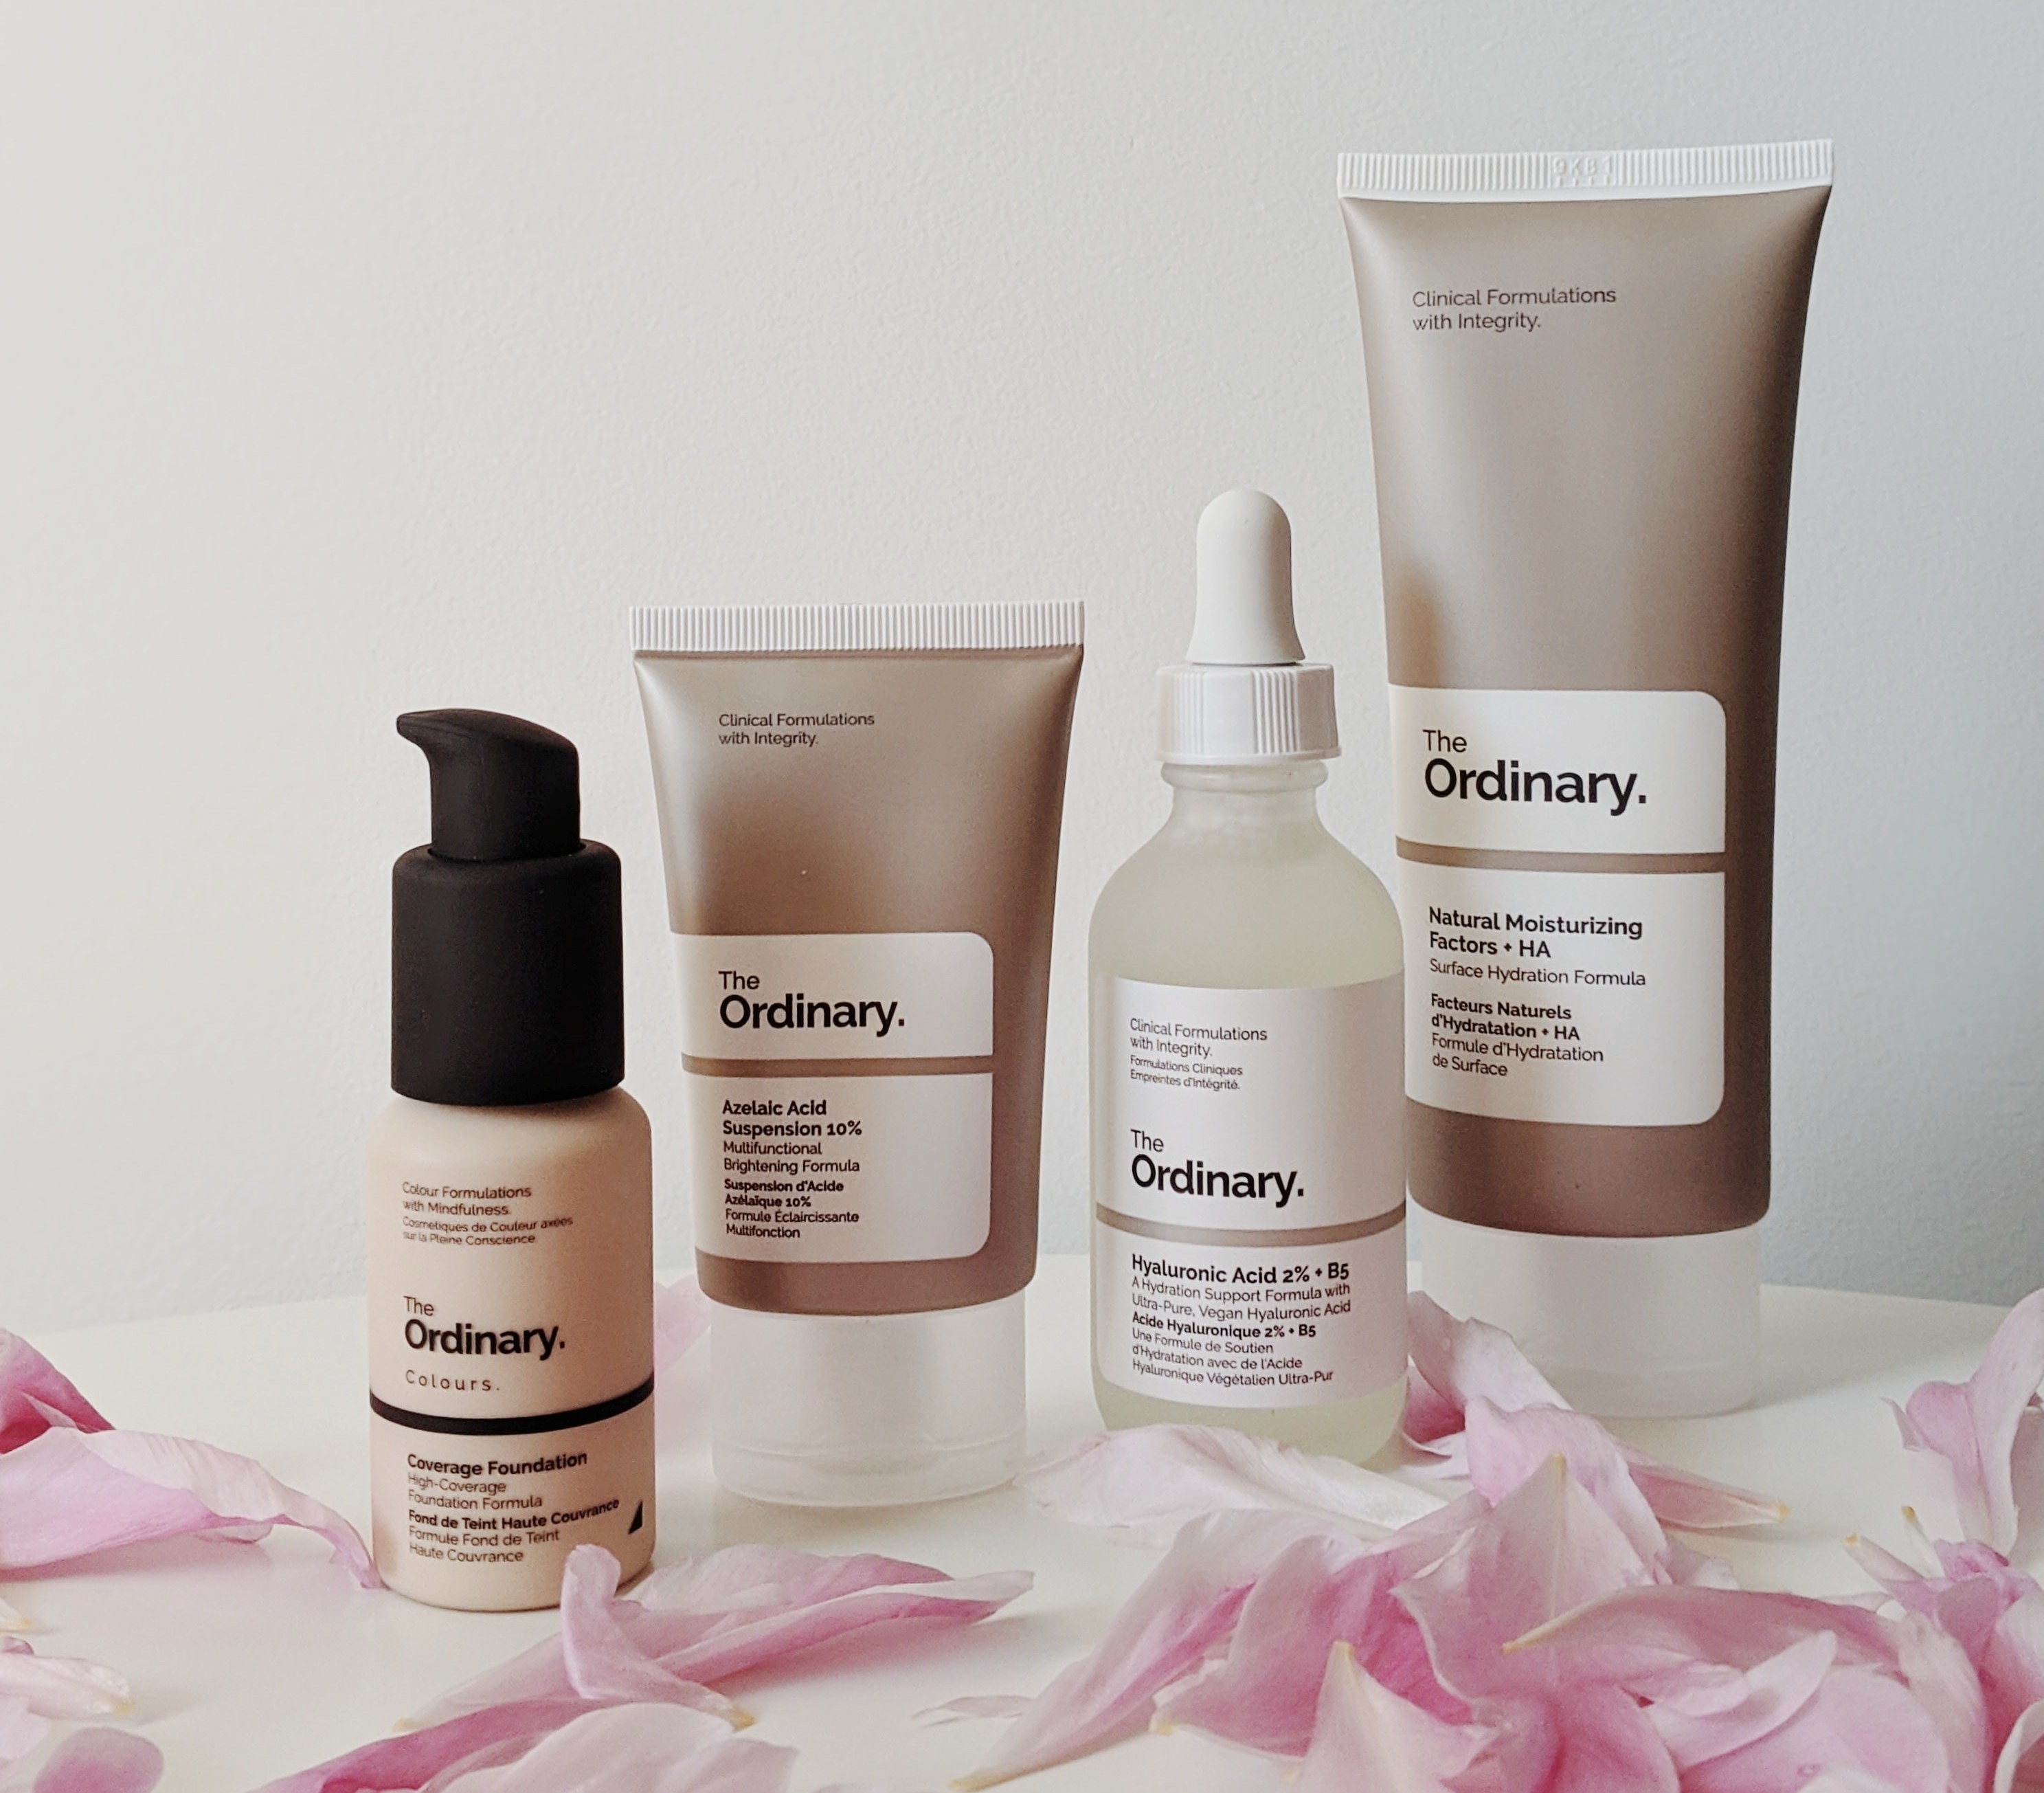 Colour Formulations
with Mindfulness.
Cosmétiques de Couleur axées
sur la Pleine Conscience
The
Ordinary.
Colours.
Coverage Foundation
High-Coverage
Foundation Formula
Fond de Teint Haute Couvrance
Formule Fond de Teint
Haute Couvrance
Clinical Formulations
with Integrity.
The
Ordinary.
Azelaic Acid
Suspension 10%
Multifunctional
Brightening Formula
Suspension d'Acide
Azélaïque 10%
Formule Éclaircissante
Multifonction
Clinical Formulations
with Integrity.
Formulations Cliniques
Empreintes d'Intégrité.
The
Ordinary.
Hyaluronic Acid 2% + B5
A Hydration Support Formula with
Ultra-Pure, Vegan Hyaluronic Acid
Acide Hyaluronique 2% + B5
Une Formule de Soutien
d'Hydratation avec de l'Acide
Hyaluronique Végétalien Ultra-Pur
9KB1
Clinical Formulations
with Integrity.
The
Ordinary.
Natural Moisturizing
Factors + HA
Surface Hydration Formula
Facteurs Naturels
d'Hydratation + HA
Formule d'Hydratation
de Surface